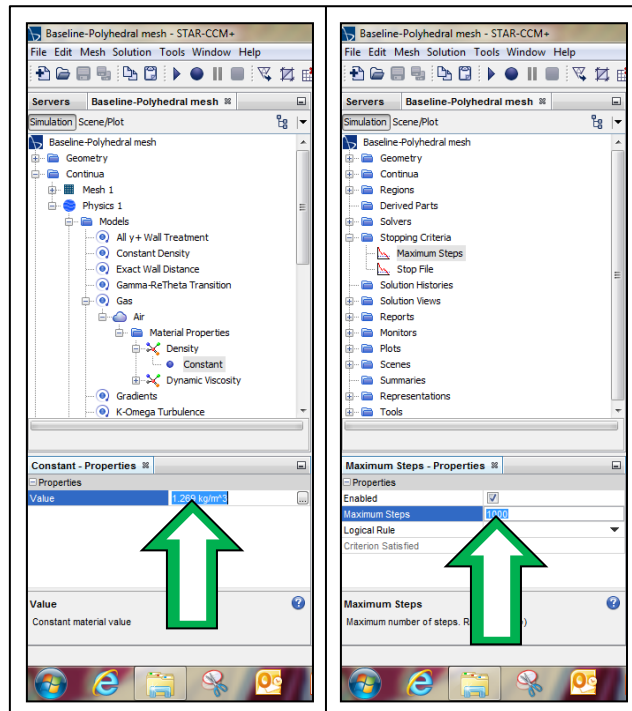 Baseline-Polyhedral mesh - STAR-CCM+
File Edit Mesh Solution Tools Window Help
Servers Baseline-Polyhedral mesh
Simulation Scene/Plot
Baseline-Polyhedral mesh
Geometry
Continua
Mesh 1
Physics 1
Models
All y+ Wall Treatment
Constant Density
Exact Wall Distance
Gamma-ReTheta Transition
Gas
Air
Material Properties
Density
Constant
Dynamic Viscosity
Gradients
K-Omega Turbulence
Constant - Properties
Properties
Value 1.269 kg/m^3
Value
Constant material value
Baseline-Polyhedral mesh - STAR-CCM+
File Edit Mesh Solution Tools Window Help
Servers Baseline-Polyhedral mesh
Simulation Scene/Plot
Baseline-Polyhedral mesh
Geometry
Continua
Regions
Derived Parts
Solvers
Stopping Criteria
Maximum Steps
Stop File
Solution Histories
Solution Views
Reports
Monitors
Plots
Scenes
Summaries
Representations
Tools
Maximum Steps - Properties
Properties
Enabled
Maximum Steps 1000
Logical Rule
Criterion Satisfied
Maximum Steps
Maximum number of steps.